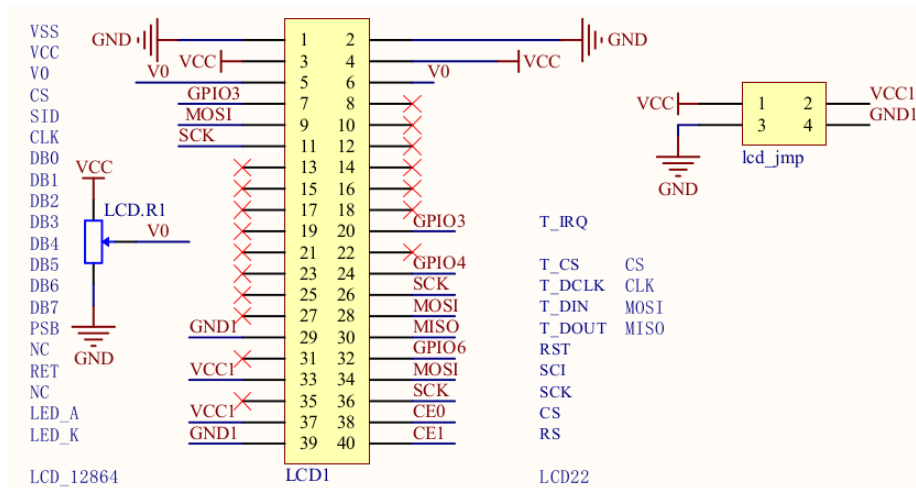 VSS
VCC
V0
CS
SID
CLK
DB0
DB1
DB2
DB3
DB4
DB5
DB6
DB7
PSB
NC
RET
NC
LED_A
LED_K
LCD_12864
VCC
LCD.R1
V0
GND
GND 1 2 GND
VCC 3 4 VCC
V0 5 6 V0
GPIO3 7 8
MOSI 9 10
SCK 11 12
13 14
15 16
17 18
19 20 GPIO3
21 22
23 24 GPIO4
25 26 SCK
27 28 MOSI
GND1 29 30 MISO
31 32 GPIO6
VCC1 33 34 MOSI
35 36 SCK
VCC1 37 38 CE0
GND1 39 40 CE1
LCD1
T_IRQ
T_CS CS
T_DCLK CLK
T_DIN MOSI
T_DOUT MISO
RST
SCI
SCK
CS
RS
LCD22
VCC 1 2 VCC1
3 4 GND1
lcd_jmp
GND